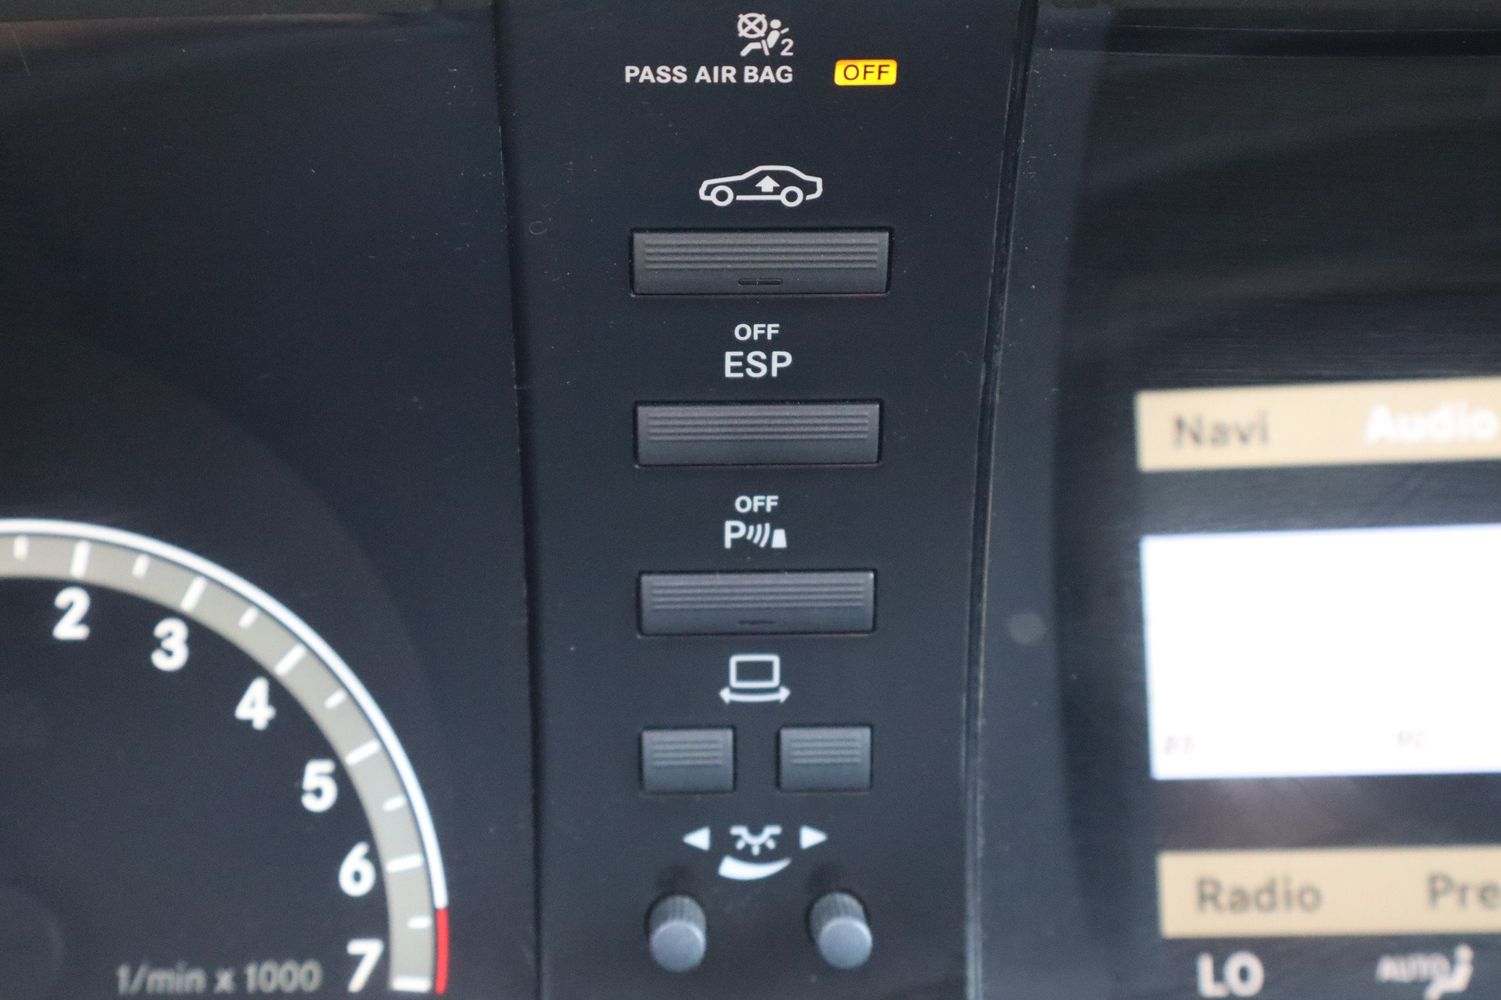 2
PASS AIR BAG OFF
OFF
ESP
OFF
P
Navi Audio
2
3
4
5
6
7
1/min x 1000
Radio Pre
LO AUTO